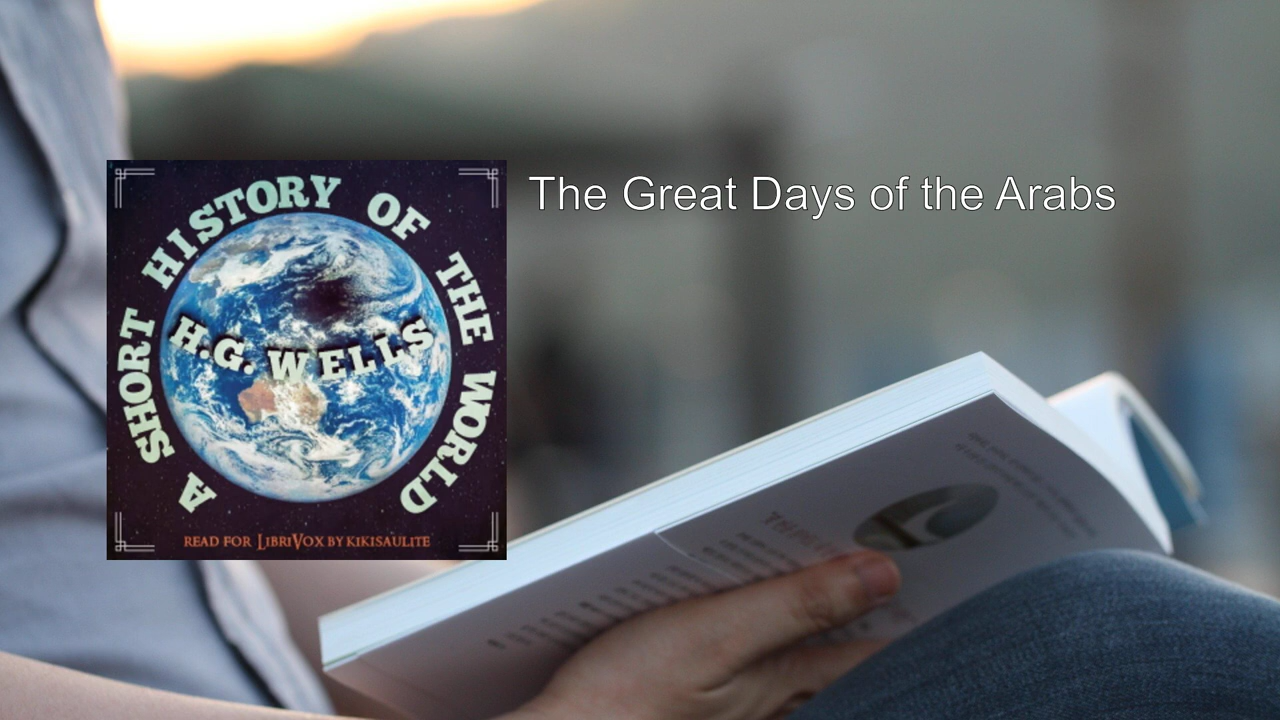 The Great Days of the Arabs
A SHORT HISTORY OF THE WORLD
H.G. WELLS
READ FOR LIBRIVOX BY KIKISAULITE